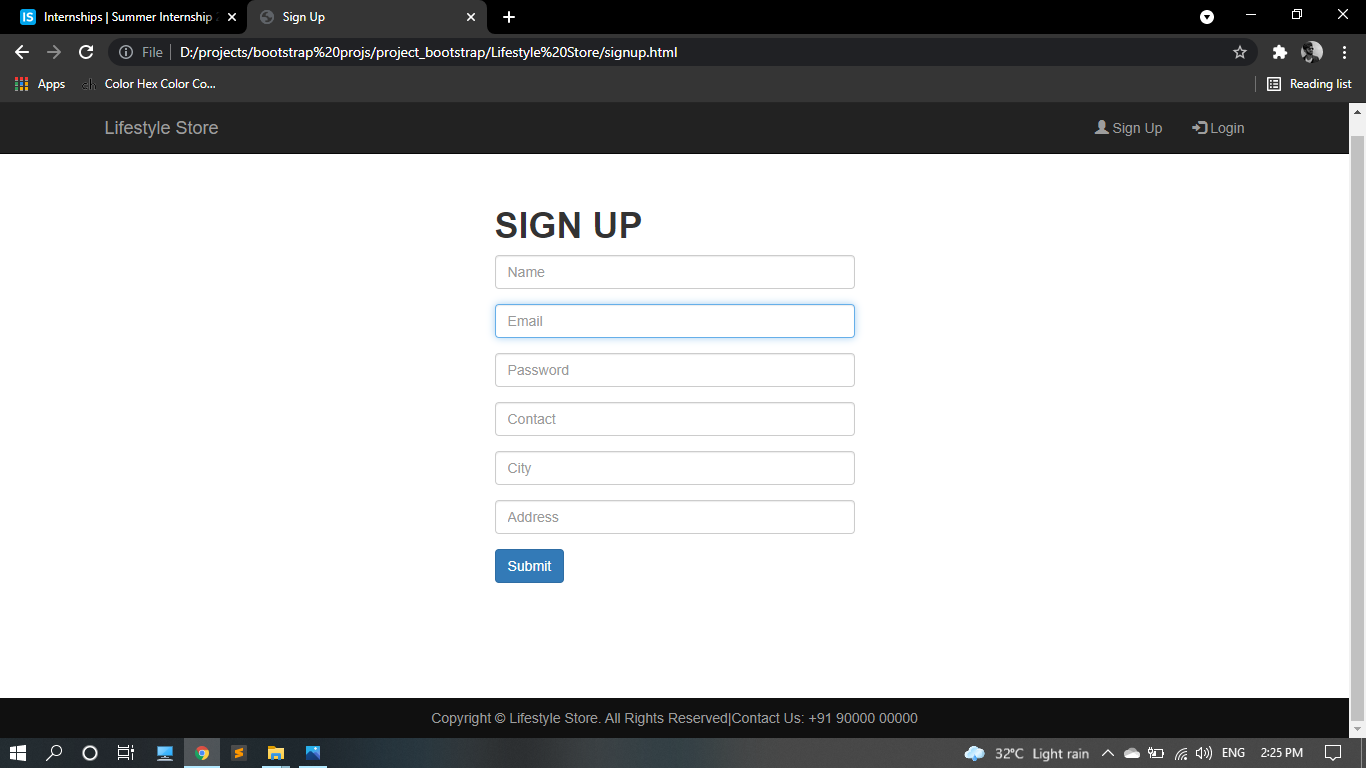 IS Internships | Summer Internship
Sign Up
File
D:/projects/bootstrap%20projs/project_bootstrap/Lifestyle%20Store/signup.html
Apps
ch
Color Hex Color Co...
Reading list
Lifestyle Store
Sign Up
Login
SIGN UP
Name
Email
Password
Contact
City
Address
Submit
Copyright © Lifestyle Store. All Rights Reserved|Contact Us: +91 90000 00000
32°C Light rain
ENG
2:25 PM